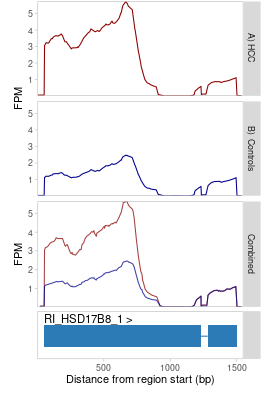 5
4
3
2
1
A) HCC
FPM
5
4
3
2
1
B) Controls
5
4
3
2
1
Combined
FPM
RI_HSD17B8_1 >
500 1000 1500
Distance from region start (bp)